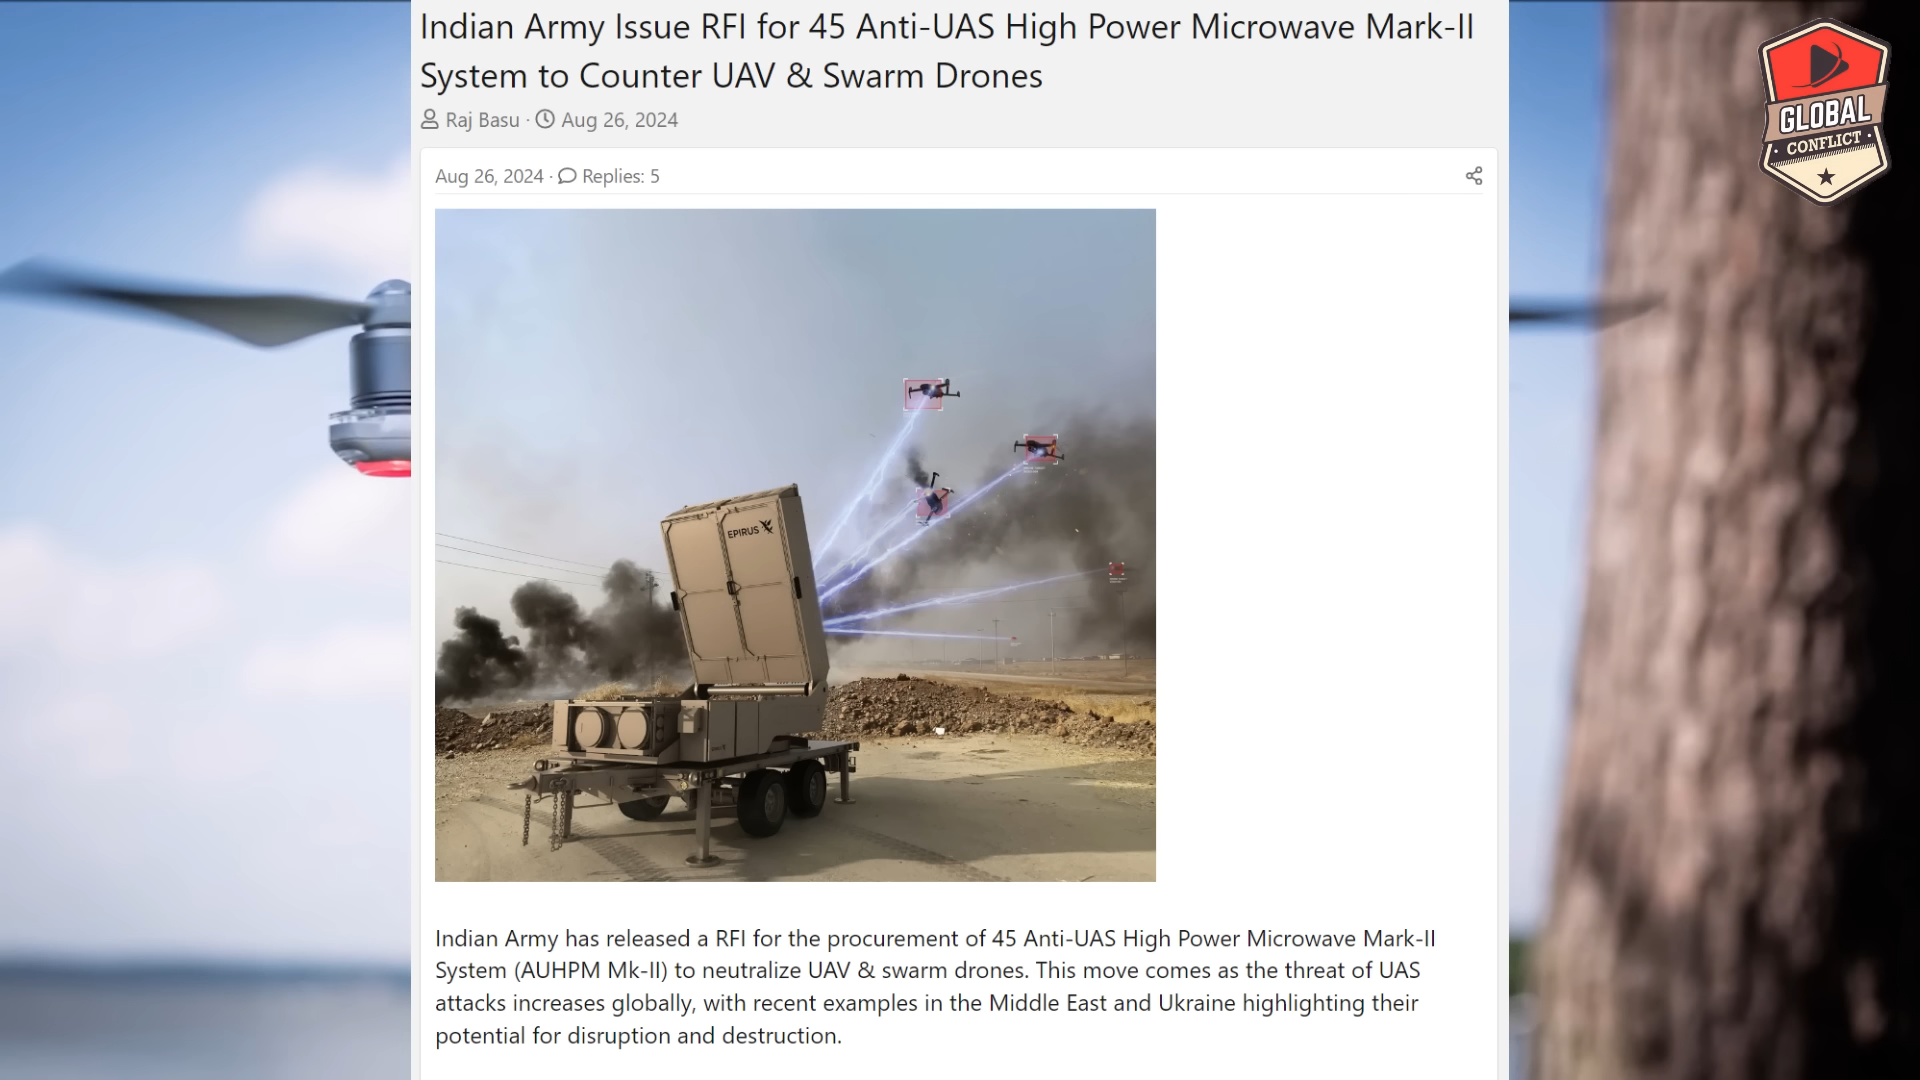 Indian Army Issue RFI for 45 Anti-UAS High Power Microwave Mark-II
System to Counter UAV & Swarm Drones
Raj Basu · Aug 26, 2024
Aug 26, 2024 · Replies: 5
GLOBAL
CONFLICT
EPIRUS
Indian Army has released a RFI for the procurement of 45 Anti-UAS High Power Microwave Mark-II
System (AUHPM Mk-II) to neutralize UAV & swarm drones. This move comes as the threat of UAS
attacks increases globally, with recent examples in the Middle East and Ukraine highlighting their
potential for disruption and destruction.